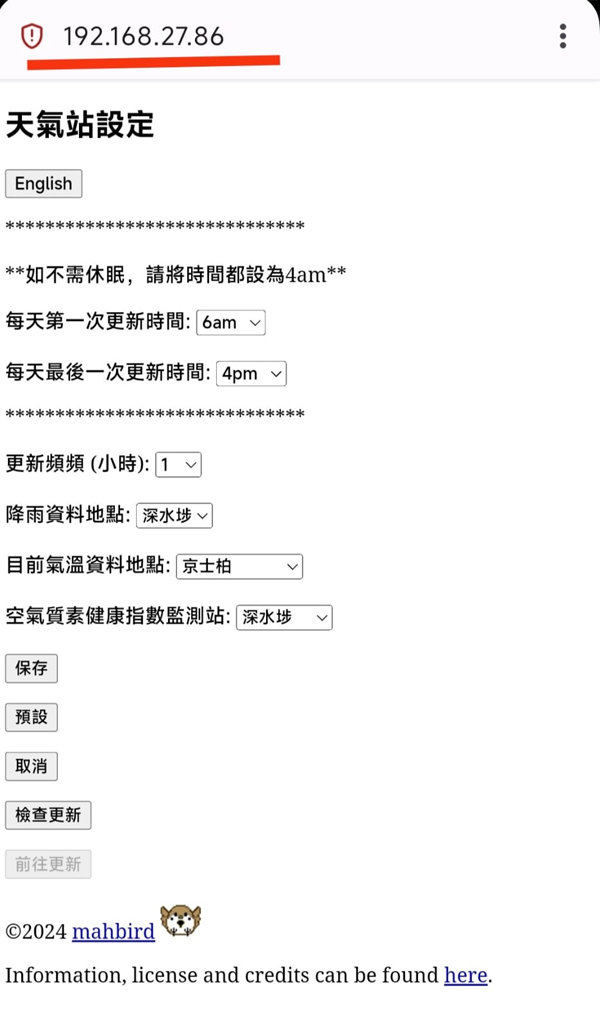 192.168.27.86
天氣站設定
English
******************************
**如不需休眠，請將時間都設為4am**
每天第一次更新時間: 6am
每天最後一次更新時間: 4pm
******************************
更新頻頻 (小時): 1
降雨資料地點: 深水埗
目前氣溫資料地點: 京士柏
空氣質素健康指數監測站: 深水埗
保存
預設
取消
檢查更新
前往更新
©2024 mahbird
Information, license and credits can be found here.